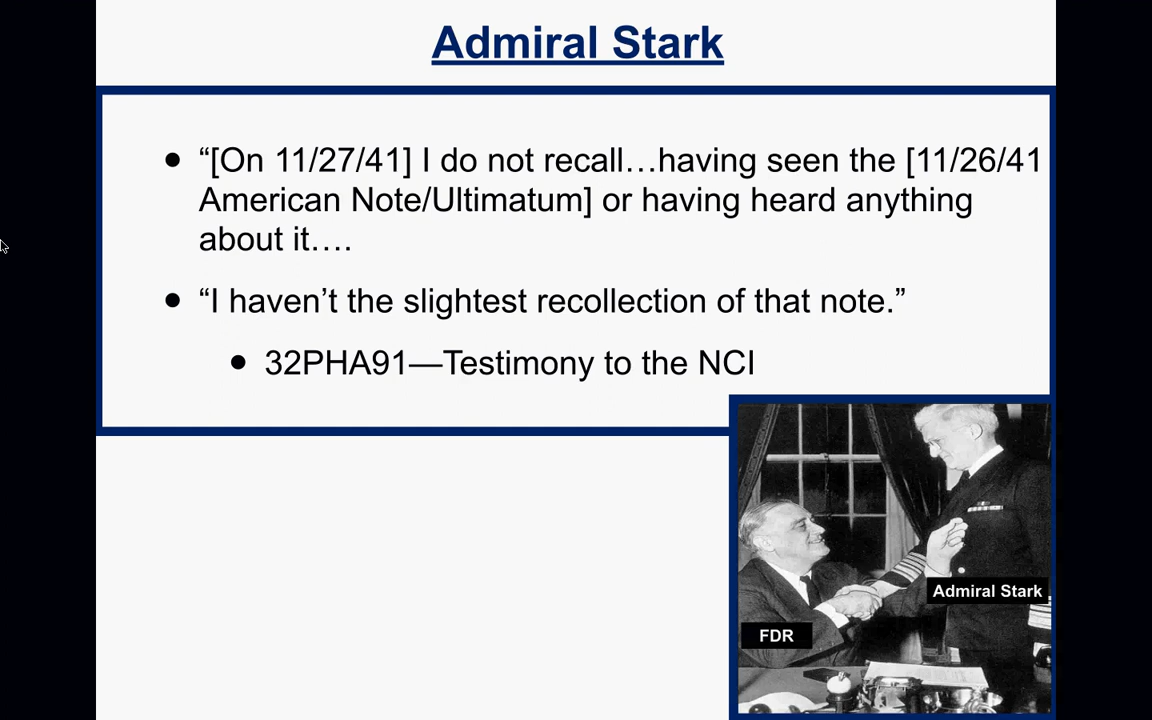 Admiral Stark
• “[On 11/27/41] I do not recall…having seen the [11/26/41
American Note/Ultimatum] or having heard anything
about it….
• “I haven’t the slightest recollection of that note.”
• 32PHA91—Testimony to the NCI
Admiral Stark
FDR